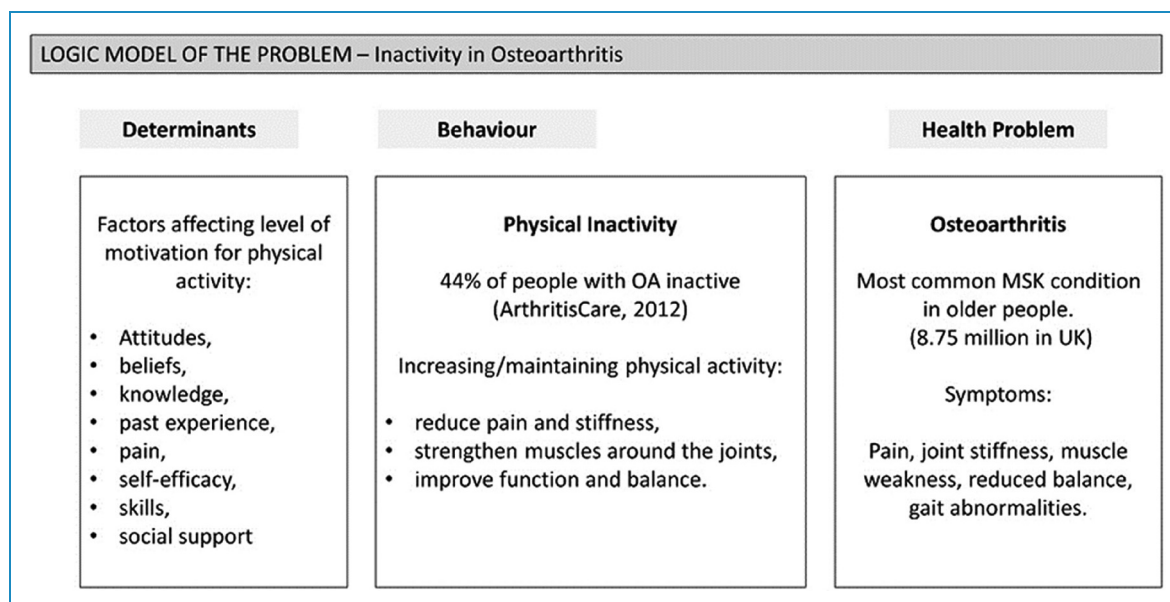 LOGIC MODEL OF THE PROBLEM – Inactivity in Osteoarthritis
Determinants
Behaviour
Health Problem
Factors affecting level of
motivation for physical
activity:
• Attitudes,
• beliefs,
• knowledge,
• past experience,
• pain,
• self-efficacy,
• skills,
• social support
Physical Inactivity
44% of people with OA inactive
(ArthritisCare, 2012)
Increasing/maintaining physical activity:
• reduce pain and stiffness,
• strengthen muscles around the joints,
• improve function and balance.
Osteoarthritis
Most common MSK condition
in older people.
(8.75 million in UK)
Symptoms:
Pain, joint stiffness, muscle
weakness, reduced balance,
gait abnormalities.